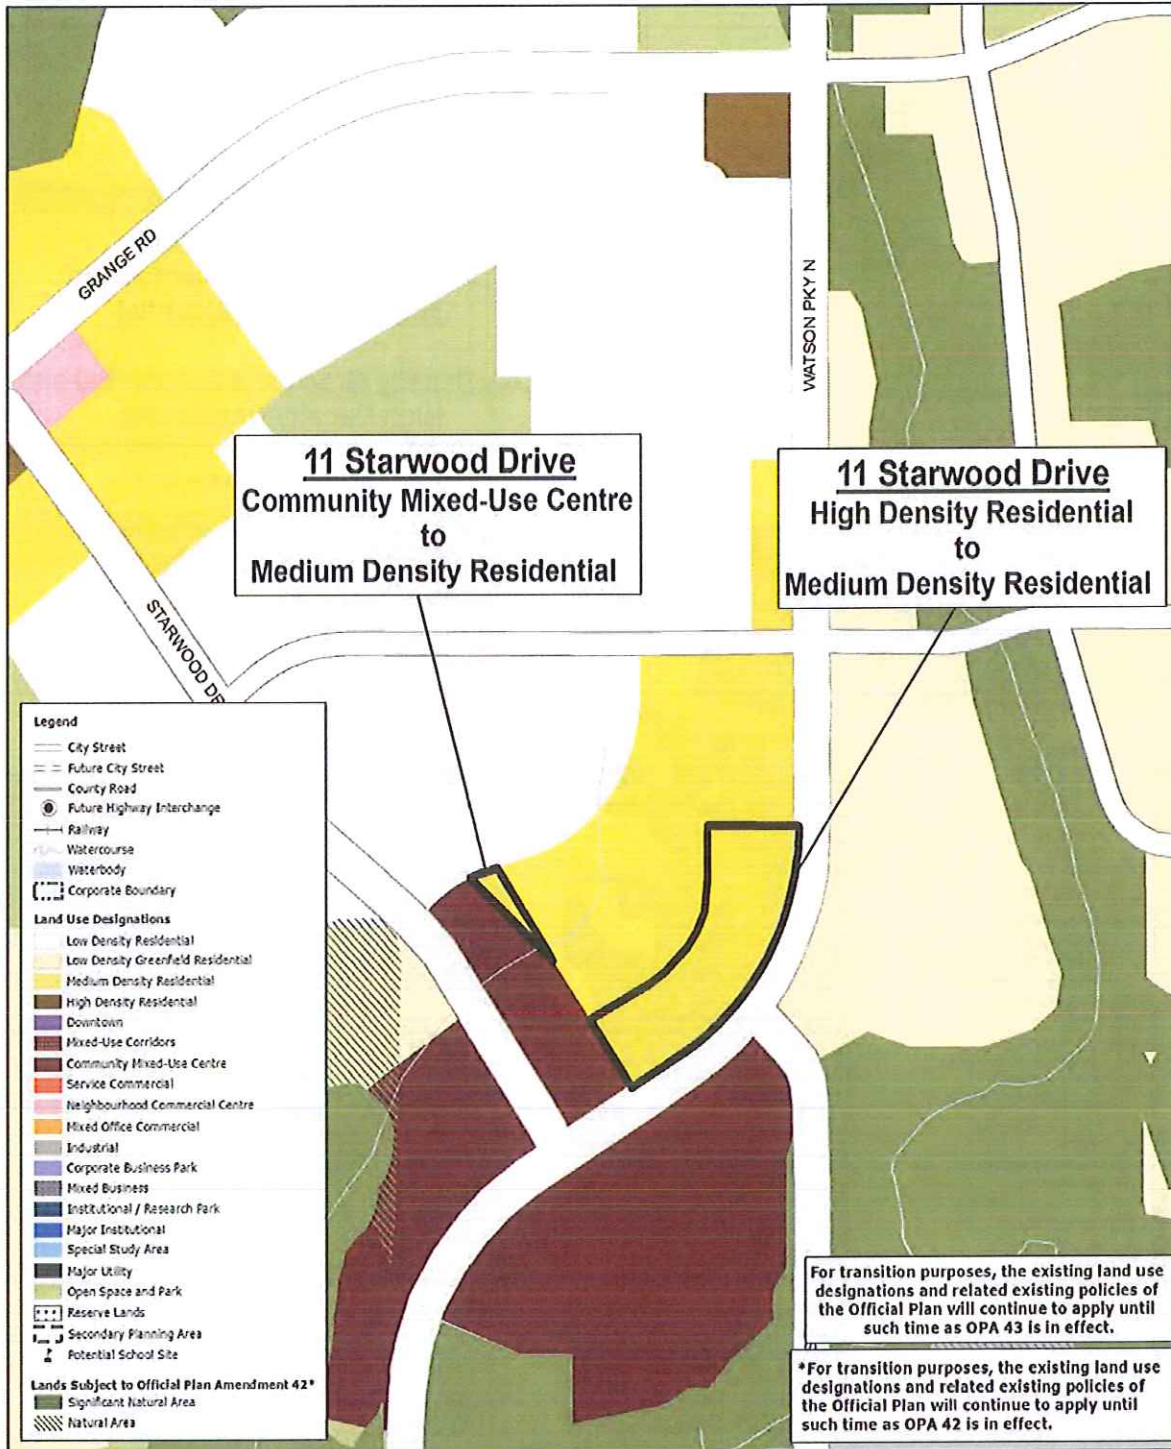 GRANGE RD
WATSON PKY N
11 Starwood Drive
Community Mixed-Use Centre
to
Medium Density Residential
11 Starwood Drive
High Density Residential
to
Medium Density Residential
STARWOOD DR
Legend
City Street
Future City Street
County Road
Future Highway Interchange
Railway
Watercourse
Waterbody
Corporate Boundary
Land Use Designations
Low Density Residential
Low Density Greenfield Residential
Medium Density Residential
High Density Residential
Downtown
Mixed-Use Corridors
Community Mixed-Use Centre
Service Commercial
Neighbourhood Commercial Centre
Mixed Office Commercial
Industrial
Corporate Business Park
Mixed Business
Institutional / Research Park
Major Institutional
Special Study Area
Major Utility
Open Space and Park
Reserve Lands
Secondary Planning Area
Potential School Site
Lands Subject to Official Plan Amendment 42*
Significant Natural Area
Natural Area
For transition purposes, the existing land use
designations and related existing policies of
the Official Plan will continue to apply until
such time as OPA 43 is in effect.
*For transition purposes, the existing land use
designations and related existing policies of
the Official Plan will continue to apply until
such time as OPA 42 is in effect.